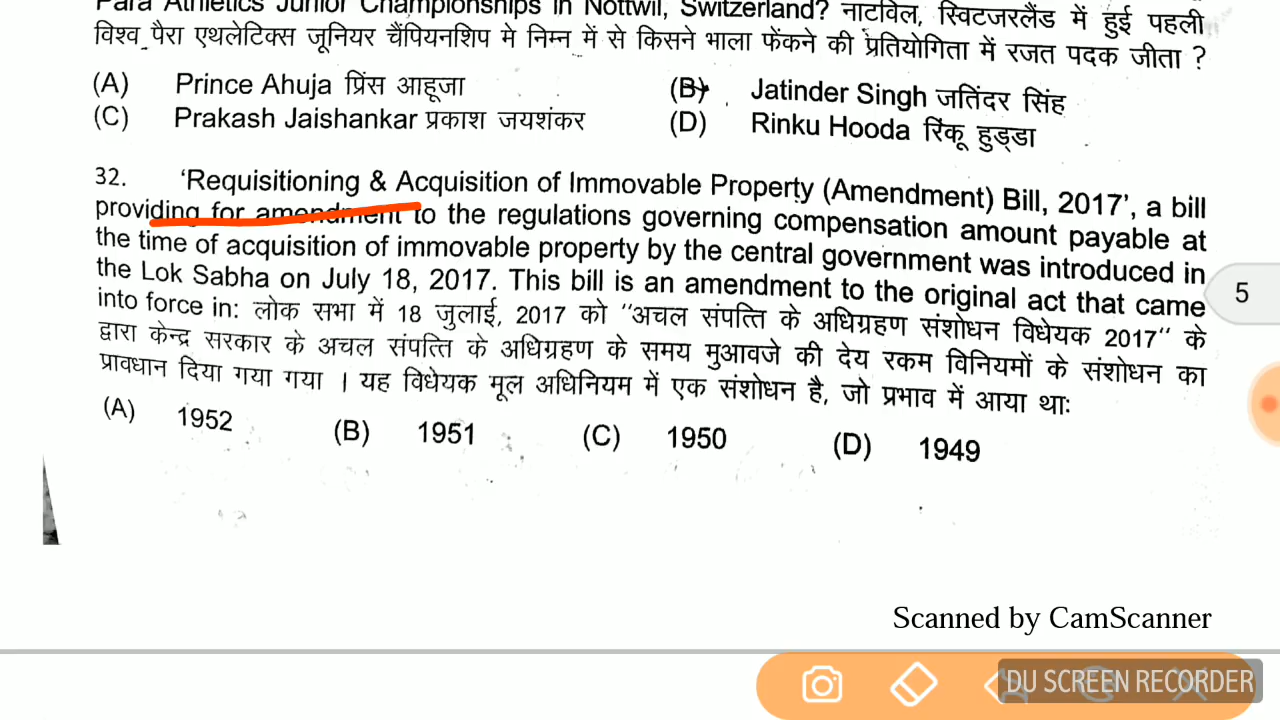 Para Athletics Junior Championships in Nottwil, Switzerland? नाटविल, स्विटजरलैंड में हुई पहली
विश्व पैरा एथलेटिक्स जूनियर चैंपियनशिप मे निम्न में से किसने भाला फेंकने की प्रतियोगिता में रजत पदक जीता ?
(A) Prince Ahuja प्रिंस आहूजा (B) Jatinder Singh जतिंदर सिंह
(C) Prakash Jaishankar प्रकाश जयशंकर (D) Rinku Hooda रिंकू हुड्डा
32. ‘Requisitioning & Acquisition of Immovable Property (Amendment) Bill, 2017’, a bill
providing for amendment to the regulations governing compensation amount payable at
the time of acquisition of immovable property by the central government was introduced in
the Lok Sabha on July 18, 2017. This bill is an amendment to the original act that came
into force in: लोक सभा में 18 जुलाई, 2017 को “अचल संपत्ति के अधिग्रहण संशोधन विधेयक 2017“ के
द्वारा केन्द्र सरकार के अचल संपत्ति के अधिग्रहण के समय मुआवजे की देय रकम विनियमों के संशोधन का
प्रावधान दिया गया गया । यह विधेयक मूल अधिनियम में एक संशोधन है, जो प्रभाव में आया थाः
(A) 1952 (B) 1951 (C) 1950 (D) 1949
5
Scanned by CamScanner
DU SCREEN RECORDER